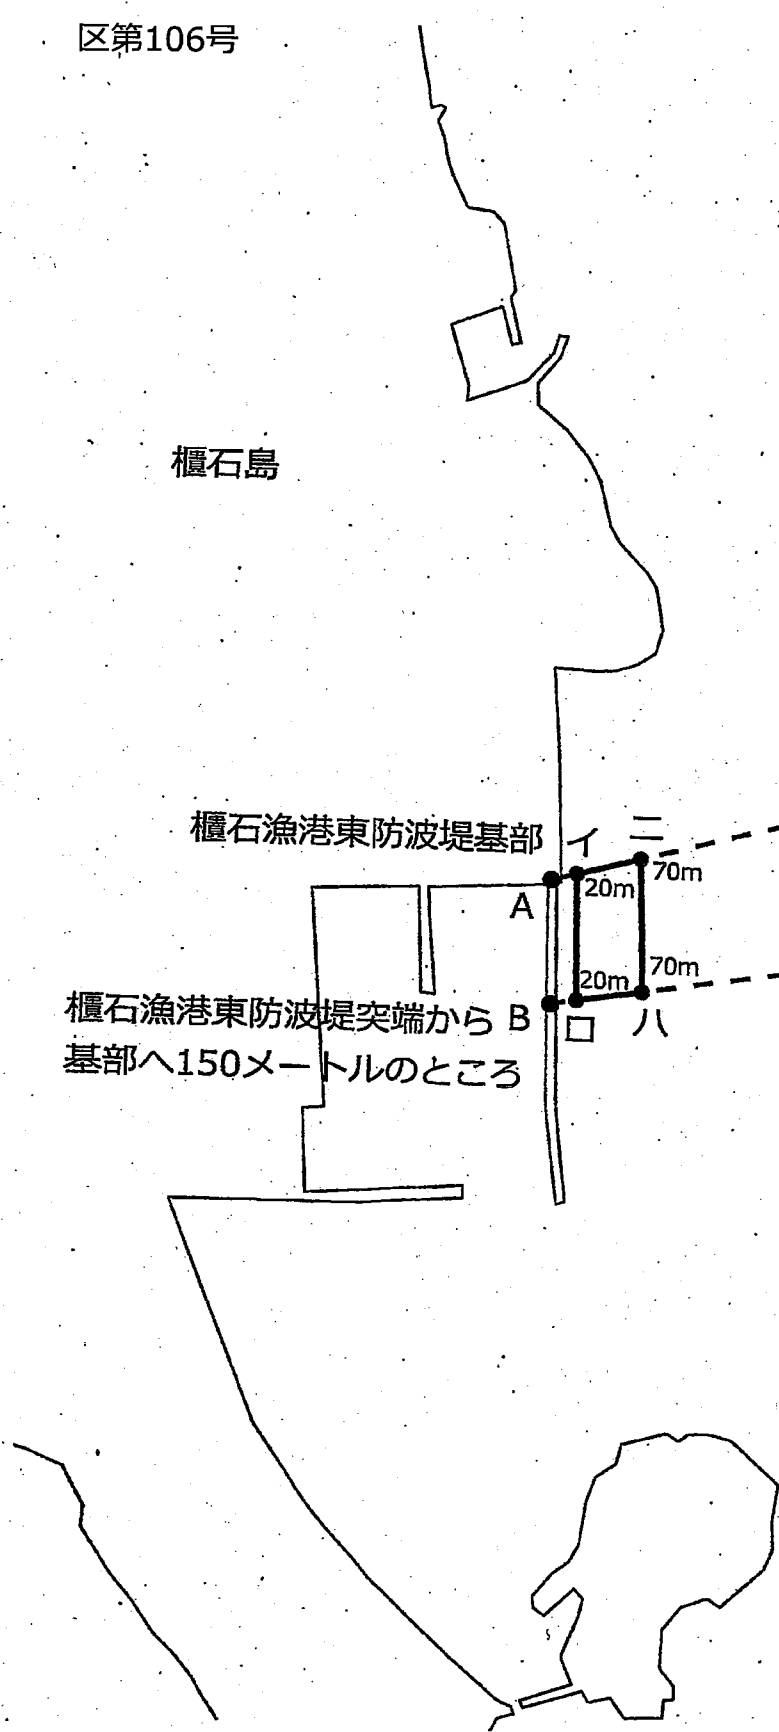 区第106号
櫃石島
櫃石漁港東防波堤基部
イ
ニ
20m
70m
A
20m
70m
櫃石漁港東防波堤突端から
基部へ150メートルのところ
B
ロ
ハ